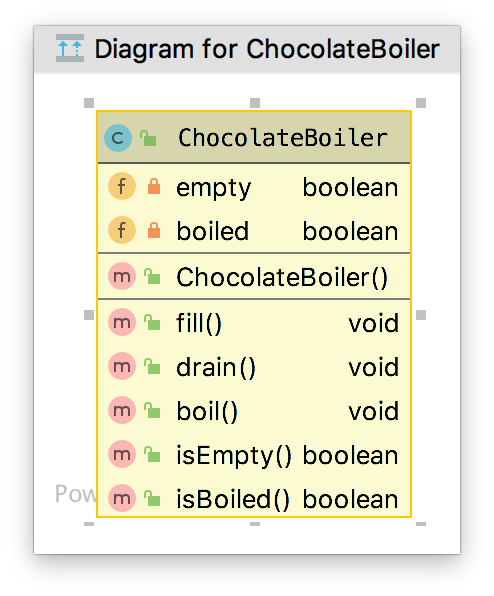 Diagram for ChocolateBoiler
C ChocolateBoiler
f empty boolean
f boiled boolean
m ChocolateBoiler()
m fill() void
m drain() void
m boil() void
m isEmpty() boolean
m isBoiled() boolean